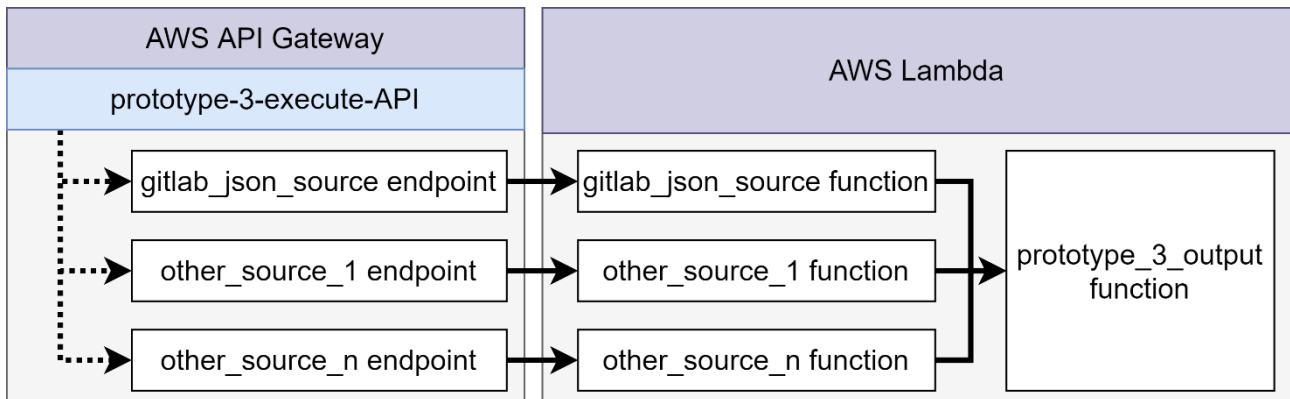 AWS API Gateway
prototype-3-execute-API
AWS Lambda
gitlab_json_source endpoint
gitlab_json_source function
other_source_1 endpoint
other_source_1 function
other_source_n endpoint
other_source_n function
prototype_3_output
function